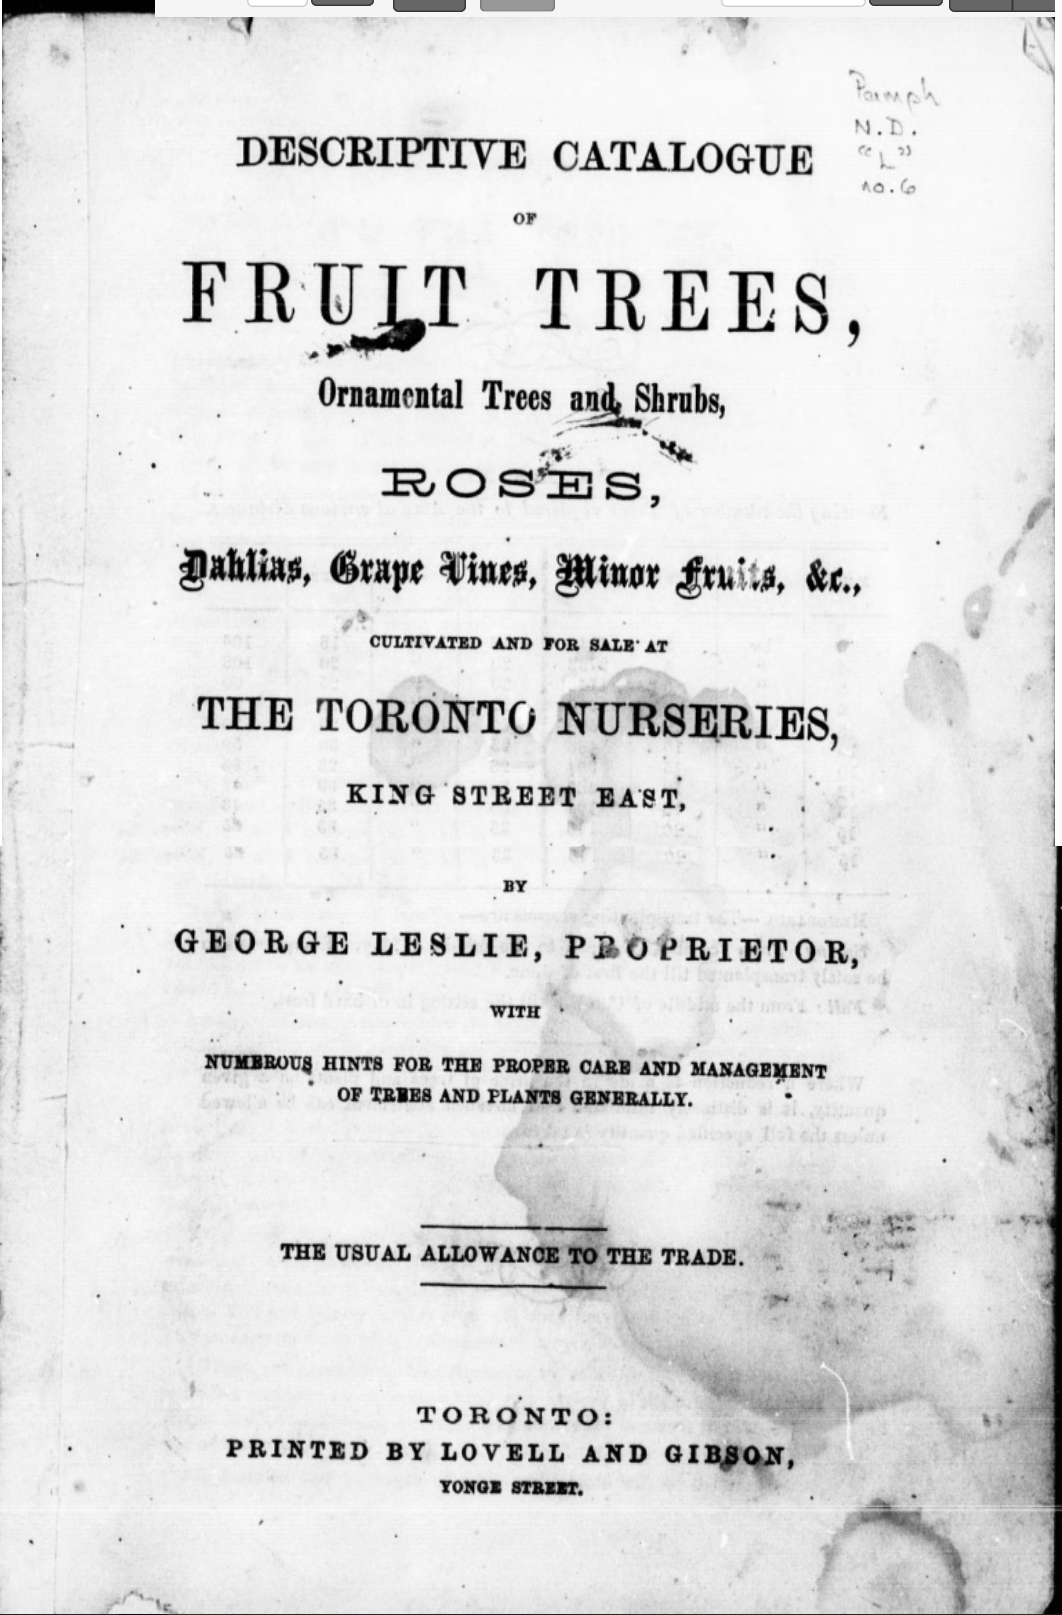 Pamph
N.D.
"L"
no.6
DESCRIPTIVE CATALOGUE
OF
FRUIT TREES,
Ornamental Trees and Shrubs,
ROSES,
Dahlias, Grape Vines, Minor Fruits, &c.,
CULTIVATED AND FOR SALE AT
THE TORONTO NURSERIES,
KING STREET EAST,
BY
GEORGE LESLIE, PROPRIETOR,
WITH
NUMEROUS HINTS FOR THE PROPER CARE AND MANAGEMENT
OF TREES AND PLANTS GENERALLY.
THE USUAL ALLOWANCE TO THE TRADE.
TORONTO:
PRINTED BY LOVELL AND GIBSON,
YONGE STREET.